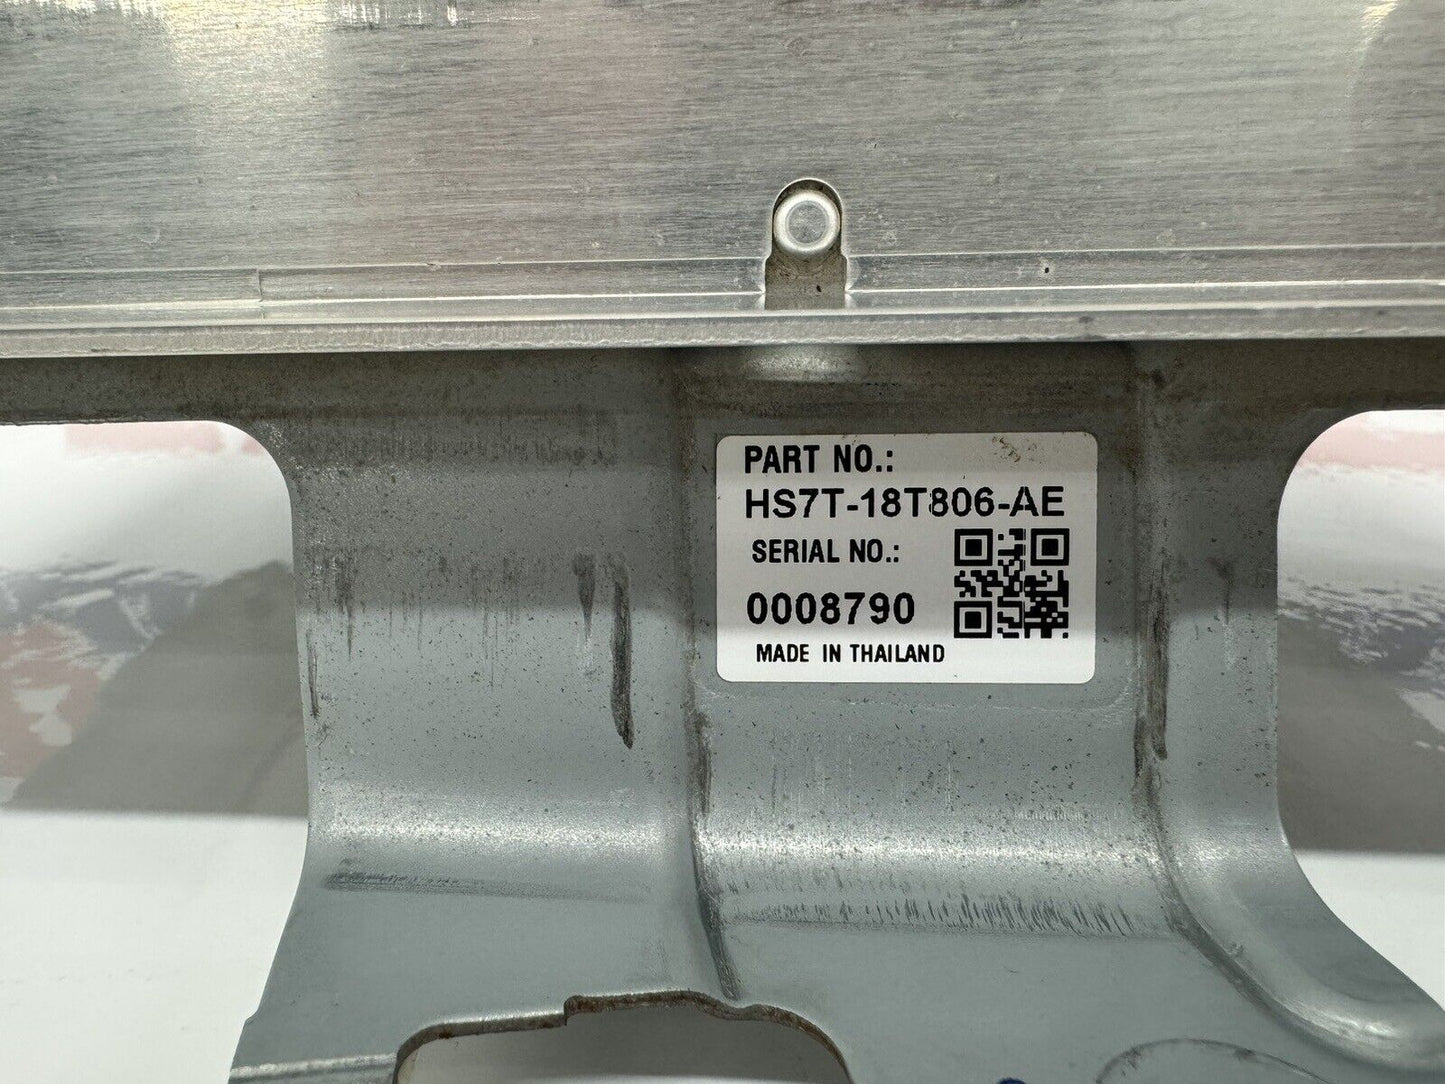 PART NO.:
HS7T-18T806-AE
SERIAL NO.:
0008790
MADE IN THAILAND